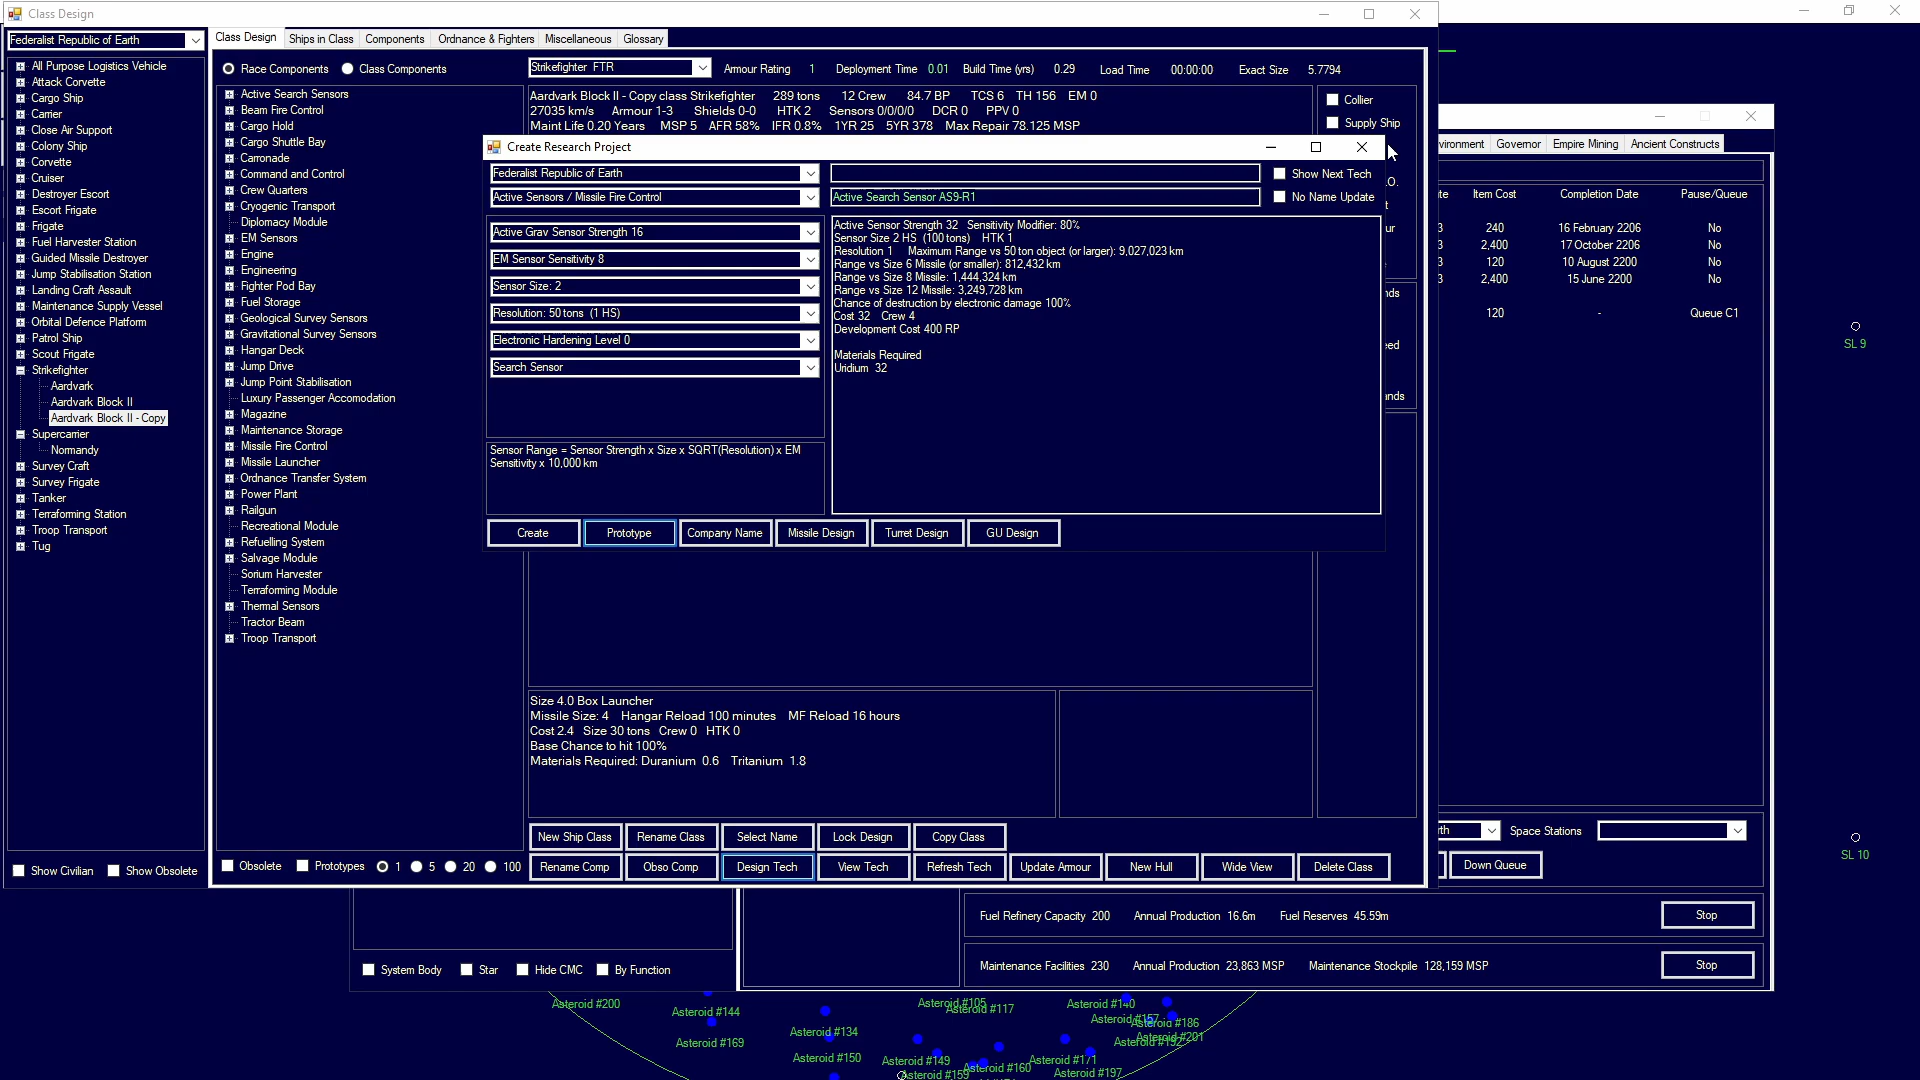 Class Design
Federalist Republic of Earth
All Purpose Logistics Vehicle
Attack Corvette
Cargo Ship
Carrier
Close Air Support
Colony Ship
Corvette
Cruiser
Destroyer Escort
Escort Frigate
Frigate
Fuel Harvester Station
Guided Missile Destroyer
Jump Stabilisation Station
Landing Craft Assault
Maintenance Supply Vessel
Orbital Defence Platform
Patrol Ship
Scout Frigate
Strikefighter
Aardvark
Aardvark Block II
Aardvark Block II - Copy
Supercarrier
Normandy
Survey Craft
Survey Frigate
Tanker
Terraforming Station
Troop Transport
Tug
Show Civilian Show Obsolete
Class Design Ships in Class Components Ordnance & Fighters Miscellaneous Glossary
Race Components Class Components
Active Search Sensors
Beam Fire Control
Cargo Hold
Cargo Shuttle Bay
Carronade
Command and Control
Crew Quarters
Cryogenic Transport
Diplomacy Module
EM Sensors
Engine
Engineering
Fighter Pod Bay
Fuel Storage
Geological Survey Sensors
Gravitational Survey Sensors
Hangar Deck
Jump Drive
Jump Point Stabilisation
Luxury Passenger Accomodation
Magazine
Maintenance Storage
Missile Fire Control
Missile Launcher
Ordnance Transfer System
Power Plant
Railgun
Recreational Module
Refuelling System
Salvage Module
Sorium Harvester
Terraforming Module
Thermal Sensors
Tractor Beam
Troop Transport
Obsolete Prototypes 1 5 20 100
Strikefighter FTR Armour Rating 1 Deployment Time 0.01 Build Time (yrs) 0.29 Load Time 00:00:00 Exact Size 5.7794
Aardvark Block II - Copy class Strikefighter 289 tons 12 Crew 84.7 BP TCS 6 TH 156 EM 0
27035 km/s Armour 1-3 Shields 0-0 HTK 2 Sensors 0/0/0/0 DCR 0 PPV 0
Maint Life 0.20 Years MSP 5 AFR 58% IFR 0.8% 1YR 25 5YR 378 Max Repair 78.125 MSP
Collier
Supply Ship
.O.
t
ur
nds
eed
nds
Create Research Project
Federalist Republic of Earth
Active Sensors / Missile Fire Control
Active Search Sensor AS9-R1
Show Next Tech
No Name Update
Active Grav Sensor Strength 16
EM Sensor Sensitivity 8
Sensor Size: 2
Resolution: 50 tons (1 HS)
Electronic Hardening Level 0
Search Sensor
Sensor Range = Sensor Strength x Size x SQRT(Resolution) x EM
Sensitivity x 10,000 km
Active Sensor Strength 32 Sensitivity Modifier: 80%
Sensor Size 2 HS (100 tons) HTK 1
Resolution 1 Maximum Range vs 50 ton object (or larger): 9,027,023 km
Range vs Size 6 Missile (or smaller): 812,432 km
Range vs Size 8 Missile: 1,444,324 km
Range vs Size 12 Missile: 3,249,728 km
Chance of destruction by electronic damage 100%
Cost 32 Crew 4
Development Cost 400 RP
Materials Required
Uridium 32
Create Prototype Company Name Missile Design Turret Design GU Design
Size 4.0 Box Launcher
Missile Size: 4 Hangar Reload 100 minutes MF Reload 16 hours
Cost 2.4 Size 30 tons Crew 0 HTK 0
Base Chance to hit 100%
Materials Required: Duranium 0.6 Tritanium 1.8
New Ship Class Rename Class Select Name Lock Design Copy Class
Rename Comp Obso Comp Design Tech View Tech Refresh Tech Update Armour New Hull Wide View Delete Class
vironment Governor Empire Mining Ancient Constructs
te Item Cost Completion Date Pause/Queue
3 240 16 February 2206 No
3 2,400 17 October 2206 No
3 120 10 August 2200 No
3 2,400 15 June 2200 No
120 - Queue C1
rth Space Stations
Down Queue
Fuel Refinery Capacity 200 Annual Production 16.6m Fuel Reserves 45.59m Stop
Maintenance Facilities 230 Annual Production 23,863 MSP Maintenance Stockpile 128,159 MSP Stop
System Body Star Hide CMC By Function
SL 9
SL 10
Asteroid #200
Asteroid #144
Asteroid #169
Asteroid #134
Asteroid #150
Asteroid #105
Asteroid #117
Asteroid #149
Asteroid #159
Asteroid #160
Asteroid #140
Asteroid #157
Asteroid #186
Asteroid #192
Asteroid #201
Asteroid #171
Asteroid #197